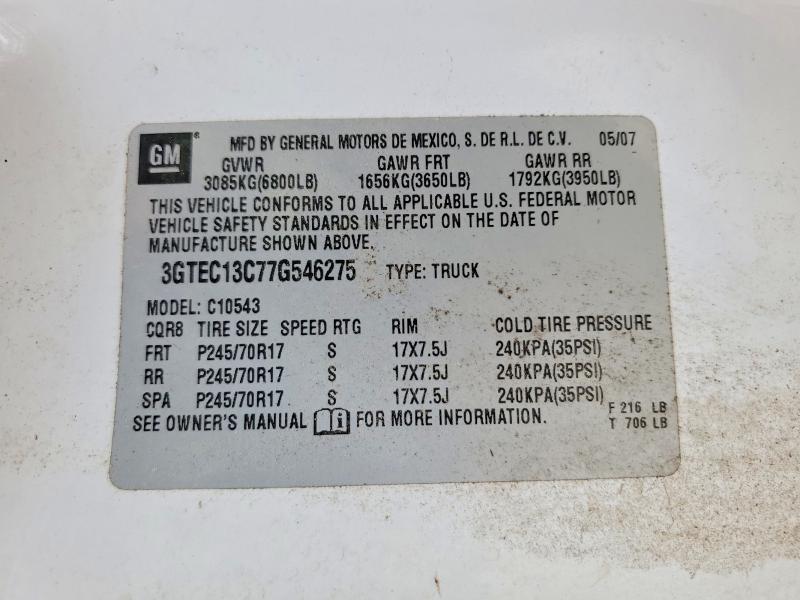 GM ® MFD BY GENERAL MOTORS DE MEXICO, S. DE R.L. DE C.V. 05/07
GVWR GAWR FRT GAWR RR
3085KG(6800LB) 1656KG(3650LB) 1792KG(3950LB)
THIS VEHICLE CONFORMS TO ALL APPLICABLE U.S. FEDERAL MOTOR
VEHICLE SAFETY STANDARDS IN EFFECT ON THE DATE OF
MANUFACTURE SHOWN ABOVE.
3GTEC13C77G546275 TYPE: TRUCK
MODEL: C10543
CQR8 TIRE SIZE SPEED RTG RIM COLD TIRE PRESSURE
FRT P245/70R17 S 17X7.5J 240KPA(35PSI)
RR P245/70R17 S 17X7.5J 240KPA(35PSI)
SPA P245/70R17 S 17X7.5J 240KPA(35PSI)
SEE OWNER'S MANUAL i FOR MORE INFORMATION.
F 216 LB
T 706 LB